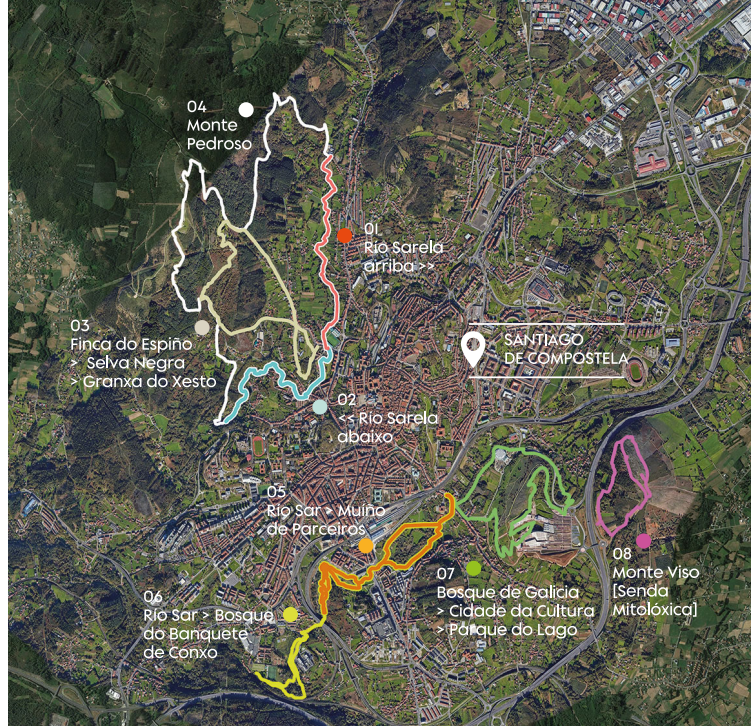 04
Monte
Pedroso
01.
Río Sarela
arriba >>
03
Finca do Espiño
> Selva Negra
> Granxa do Xesto
SANTIAGO
DE COMPOSTELA
02
<< Río Sarela
abaixo
05
Río Sar > Muíño
de Parceiros
06
Río Sar > Bosque
do Banquete
de Conxo
07
Bosque de Galicia
> Cidade da Cultura
> Parque do Lago
08
Monte Viso
[Senda
Mitolóxica]